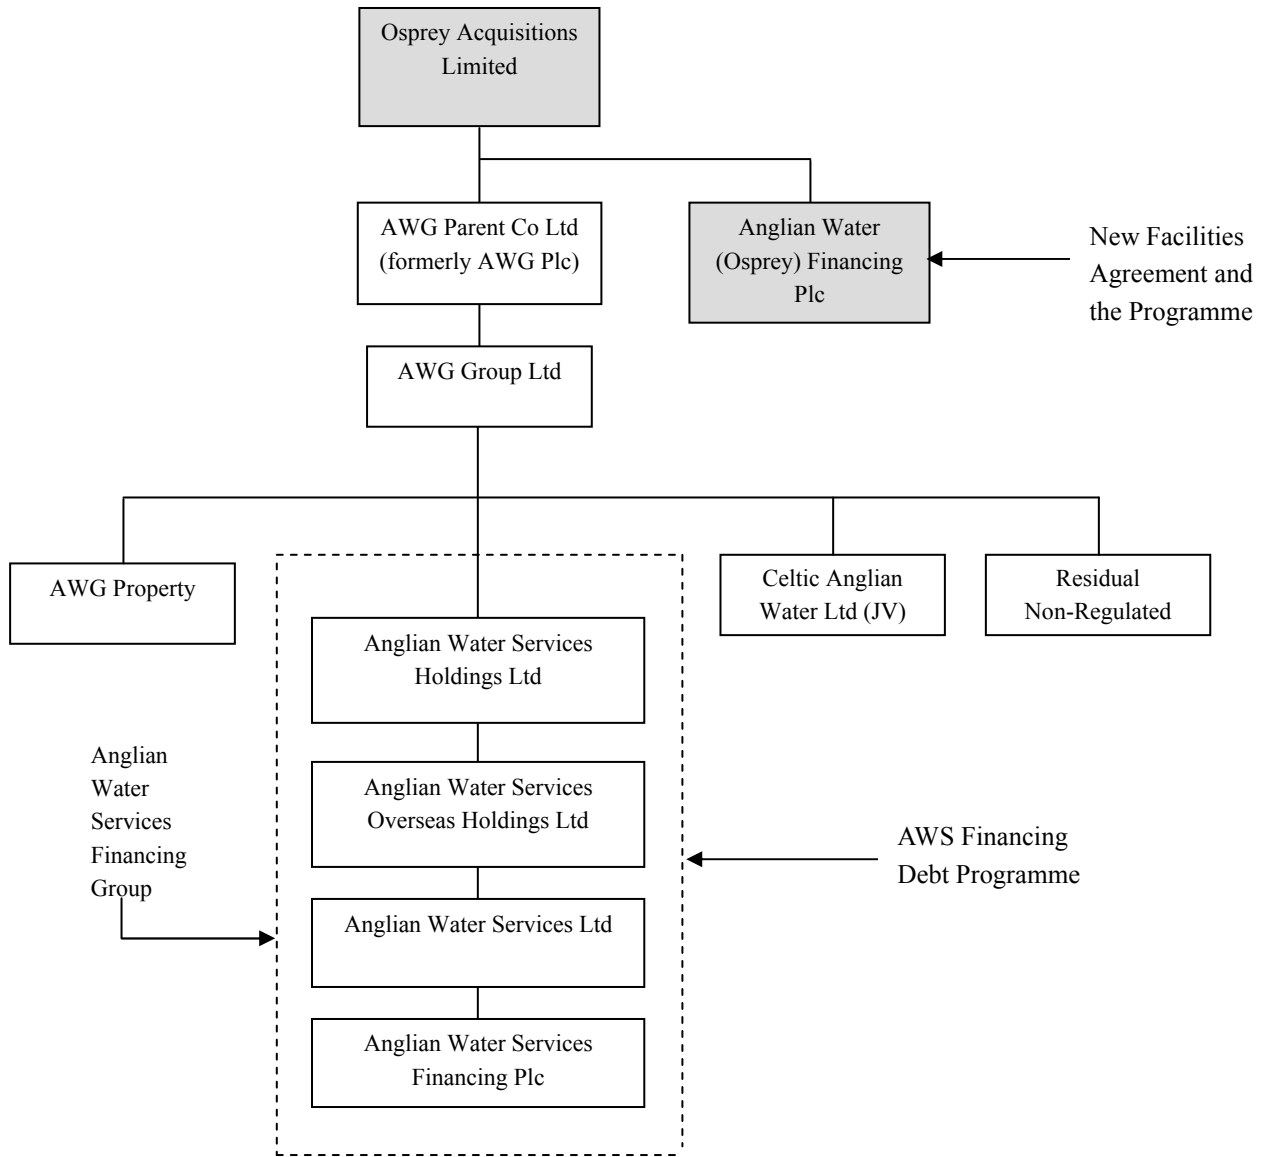 Osprey Acquisitions
Limited
AWG Parent Co Ltd
(formerly AWG Plc)
Anglian Water
(Osprey) Financing
Plc
New Facilities
Agreement and
the Programme
AWG Group Ltd
AWG Property
Celtic Anglian
Water Ltd (JV)
Residual
Non-Regulated
Anglian Water Services
Holdings Ltd
Anglian
Water
Services
Financing
Group
Anglian Water Services
Overseas Holdings Ltd
AWS Financing
Debt Programme
Anglian Water Services Ltd
Anglian Water Services
Financing Plc